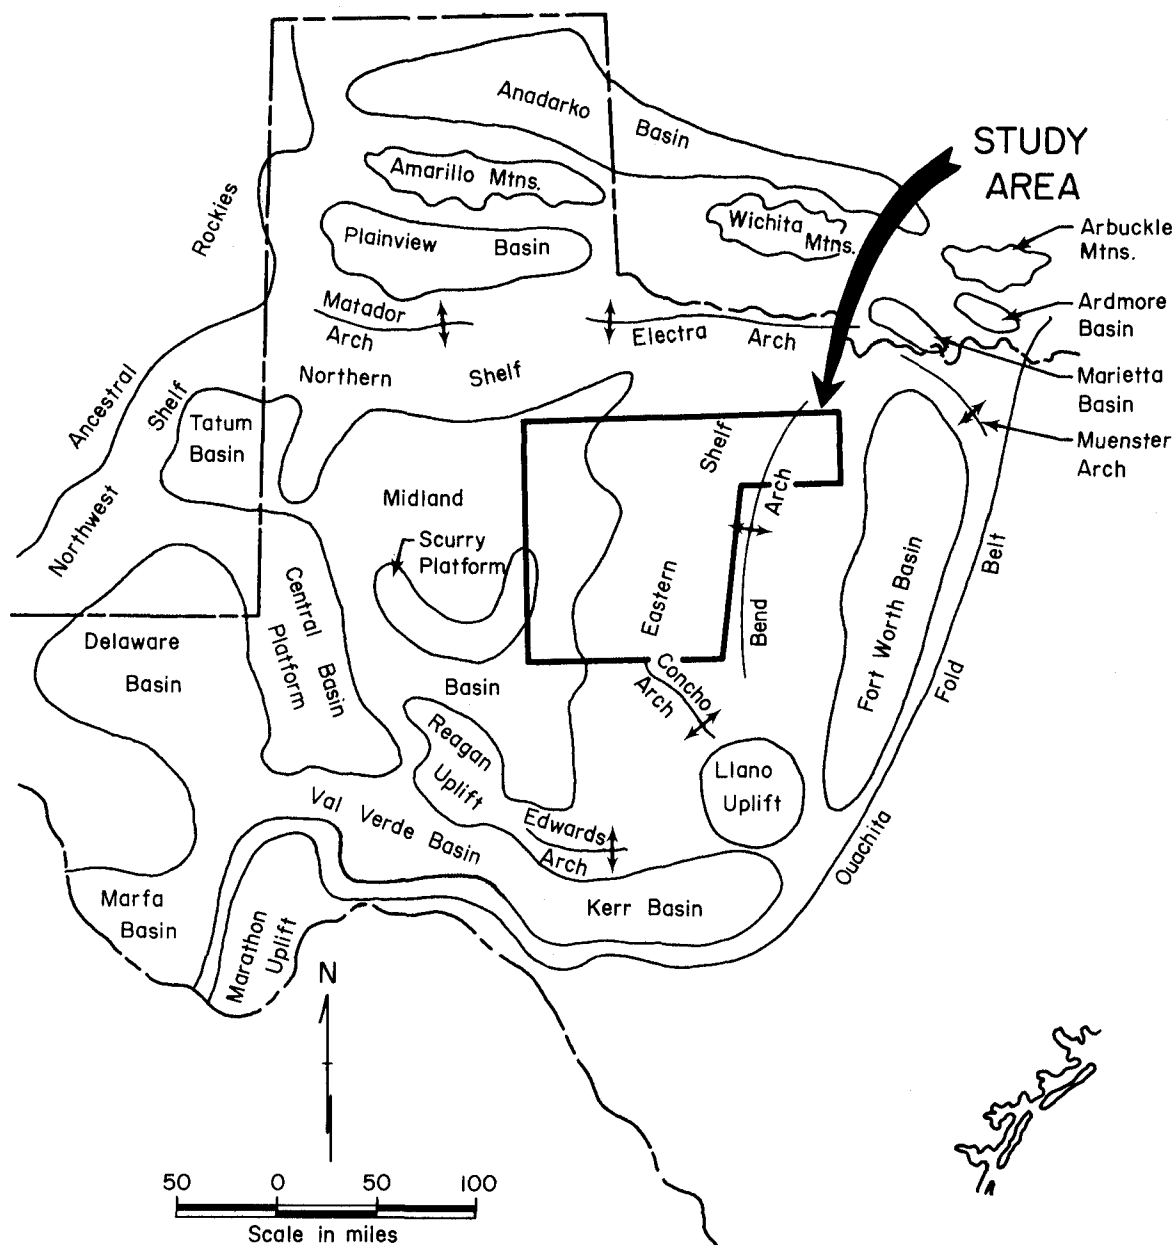 Anadarko
Basin
STUDY
AREA
Amarillo Mtns.
Wichita
Mtns.
Arbuckle
Mtns.
Rockies
Plainview Basin
Ardmore
Basin
Matador
Arch
Electra Arch
Marietta
Basin
Northern Shelf
Ancestral
Shelf
Tatum
Basin
Shelf
Muenster
Arch
Northwest
Midland
Arch
Scurry
Platform
Belt
Central Basin
Platform
Eastern
Bend
Fort Worth Basin
Delaware
Basin
Basin
Concho
Arch
Fold
Reagan
Uplift
Llano
Uplift
Val Verde Basin
Edwards
Arch
Ouachita
Marfa
Basin
Kerr Basin
Marathon
Uplift
N
50 0 50 100
Scale in miles